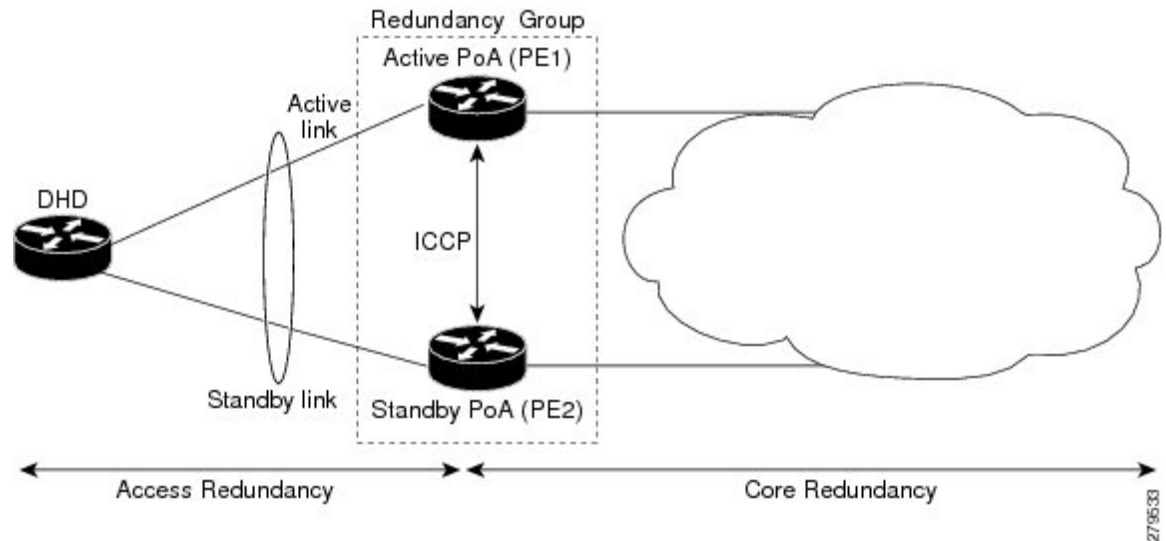 Redundancy Group
Active PoA (PE1)
Active
link
DHD
ICCP
Standby link
Standby PoA (PE2)
Access Redundancy
Core Redundancy
279533